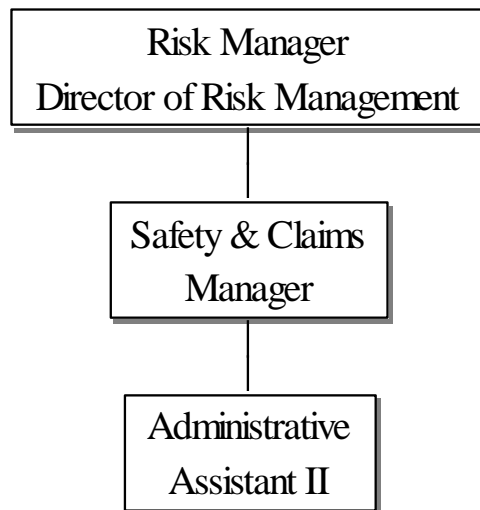 Risk Manager
Director of Risk Management
Safety & Claims
Manager
Administrative
Assistant II